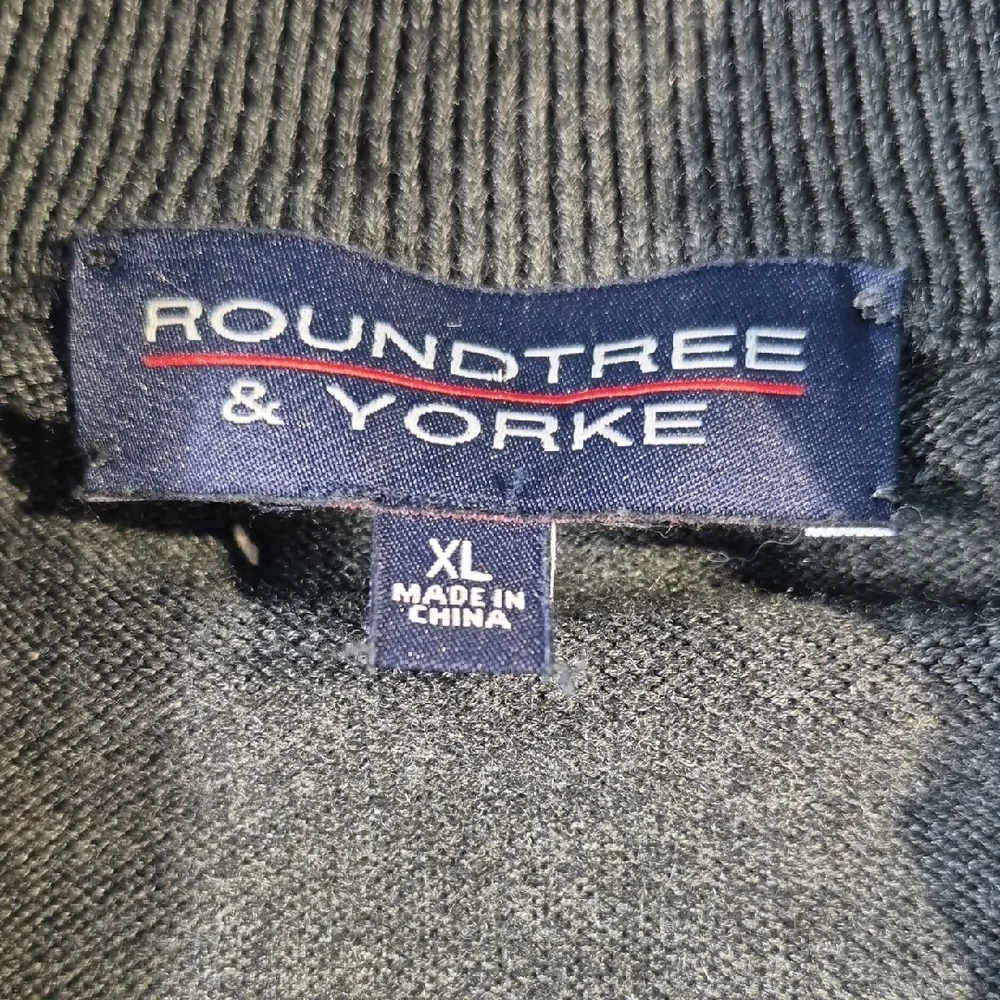 ROUNDTREE
& YORKE
XL
MADE IN
CHINA